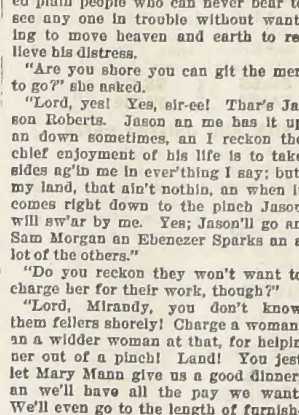 ed plain people who can never bear to
see any one in trouble without want
ing to move heaven and earth to re
lieve his distress.
"Are you shore you can git the men
to go?" she asked.
"Lord, yes! Yes, sir-ee! Thar's Ja
son Roberts. Jason an me has it up
an down sometimes, an I reckon the
chief enjoyment of his life is to take
sides ag'in me in ever'thing I say; but,
my land, that ain't nothin, an when it
comes right down to the pinch Jason
will sw'ar by me. Yes; Jason'll go an
Sam Morgan an Ebenezer Sparks an a
lot of the others."
"Do you reckon they won't want to
charge her for their work, though?"
"Lord, Mirandy, you don't know
them fellers shorely! Charge a woman,
an a widder woman at that, for helpin
her out of a pinch! Land! You jest
let Mary Mann give us a good dinner,
an we'll have all the pay we want.
We'll even go to the length of furnish